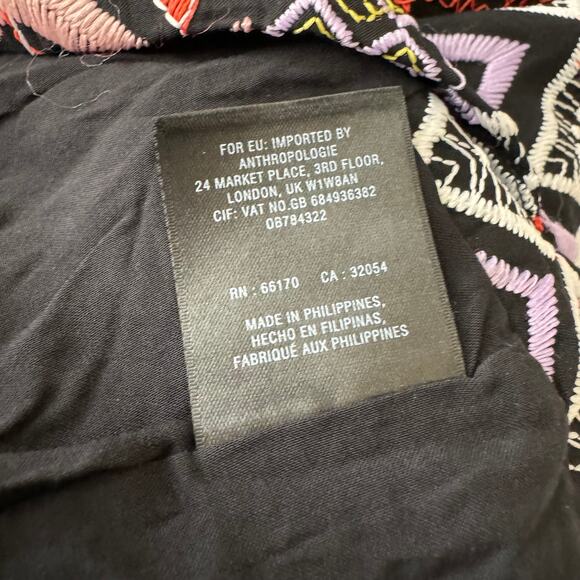 FOR EU: IMPORTED BY
ANTHROPOLOGIE
24 MARKET PLACE, 3RD FLOOR,
LONDON, UK W1W8AN
CIF: VAT NO.GB 684936382
0B784322
RN : 66170 CA : 32054
MADE IN PHILIPPINES,
HECHO EN FILIPINAS,
FABRIQUÉ AUX PHILIPPINES